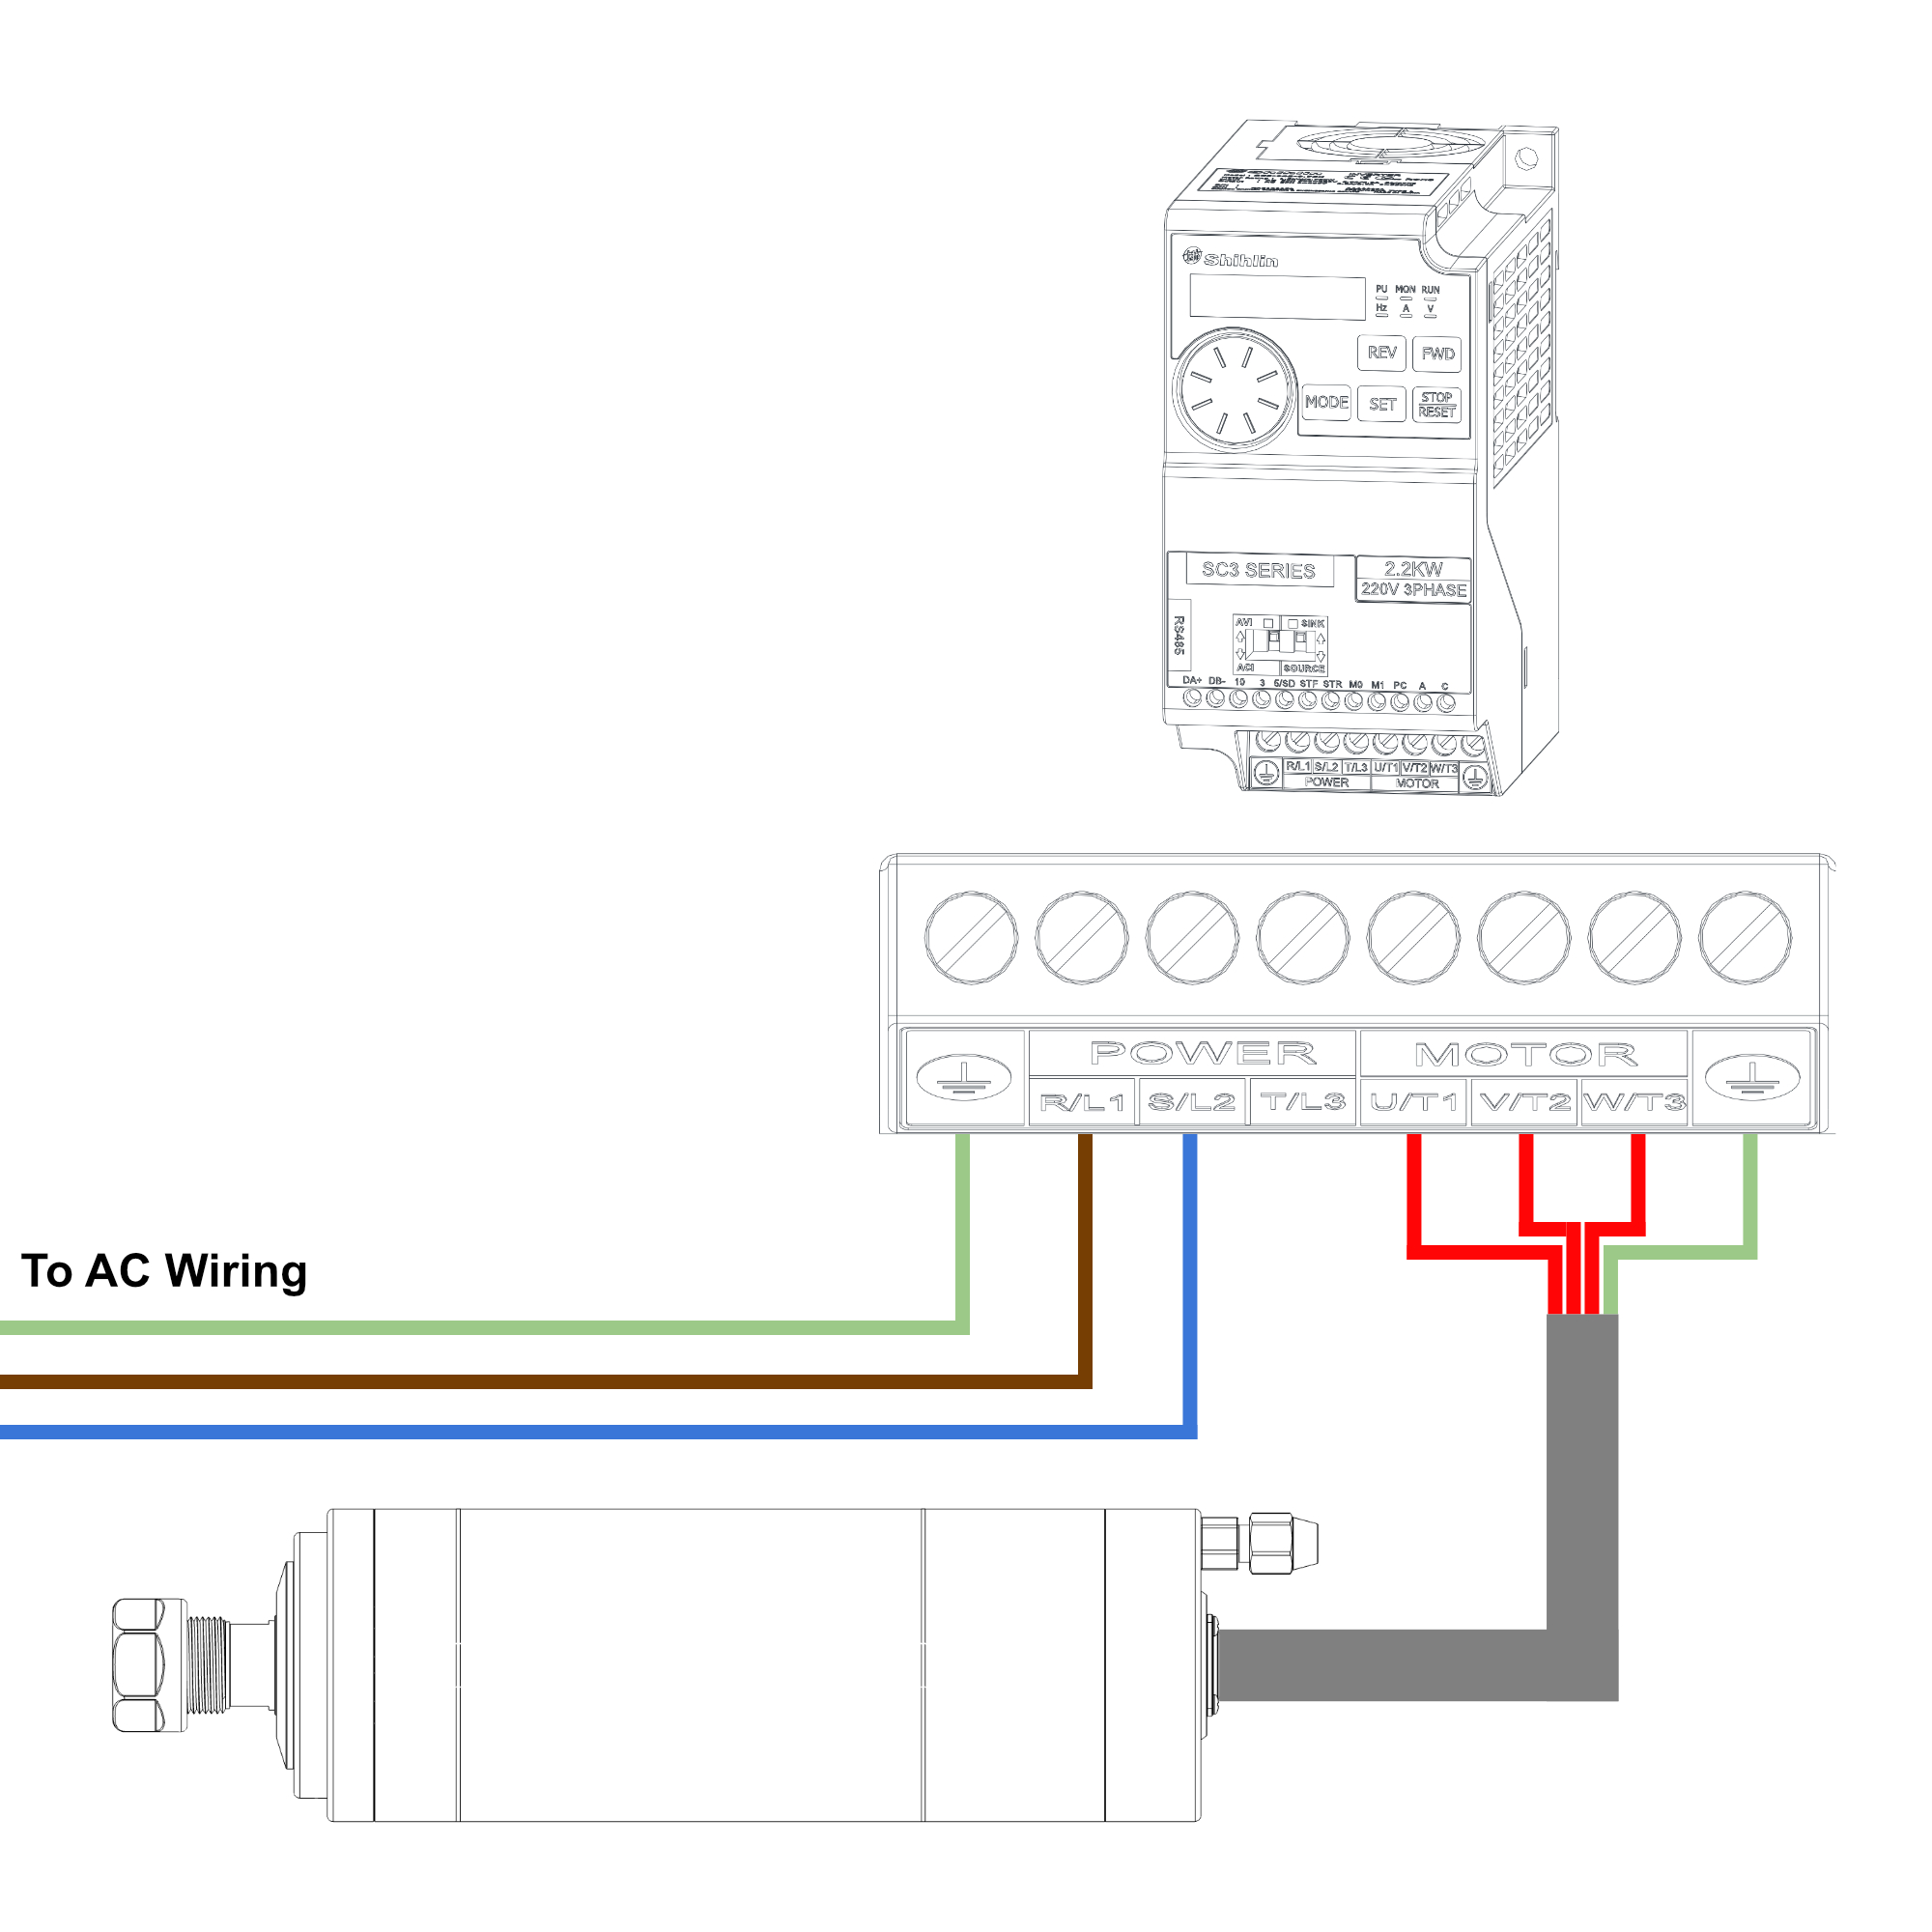 Shihlin
PU MON RUN
Hz A V
REV FWD
MODE SET STOP
RESET
SC3 SERIES
2.2KW
220V 3PHASE
RS485
AVI SINK
ACI SOURCE
DA+ DB- 10 3 5/SD STF STR M0 M1 PC A C
R/L1 S/L2 T/L3 U/T1 V/T2 W/T3
POWER MOTOR
POWER MOTOR
R/L1 S/L2 T/L3 U/T1 V/T2 W/T3
To AC Wiring